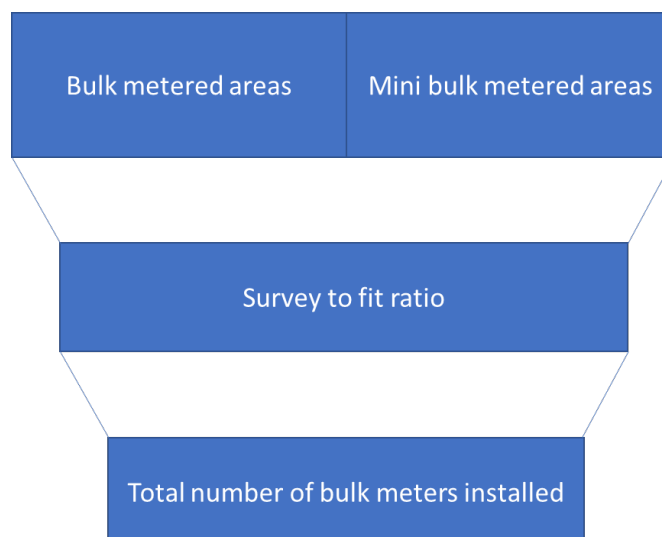 Bulk metered areas
Mini bulk metered areas
Survey to fit ratio
Total number of bulk meters installed